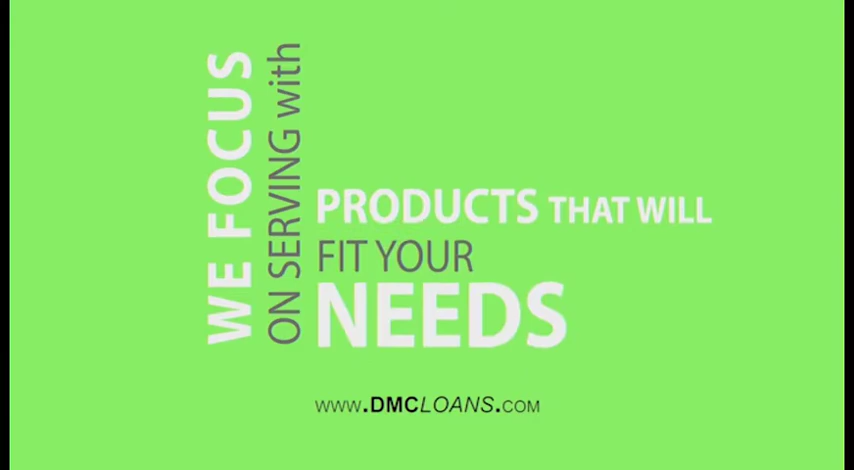 WE FOCUS
ON SERVING with
PRODUCTS THAT WILL
FIT YOUR
NEEDS
www.DMCLOANS.com